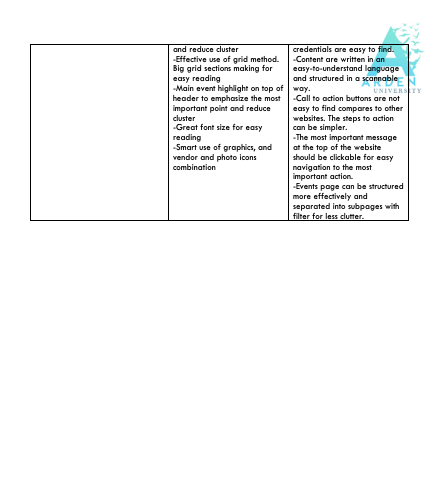 and reduce cluster
-Effective use of grid method.
Big grid sections making for
easy reading
-Main event highlight on top of
header to emphasize the most
important point and reduce
cluster
-Great font size for easy
reading
-Smart use of graphics, and
vendor and photo icons
combination
credentials are easy to find.
-Content are written in an
easy-to-understand language
and structured in a scannable
way.
-Call to action buttons are not
easy to find compares to other
websites. The steps to action
can be simpler.
-The most important message
at the top of the website
should be clickable for easy
navigation to the most
important action.
-Events page can be structured
more effectively and
separated into subpages with
filter for less clutter.
ARDEN
UNIVERSITY